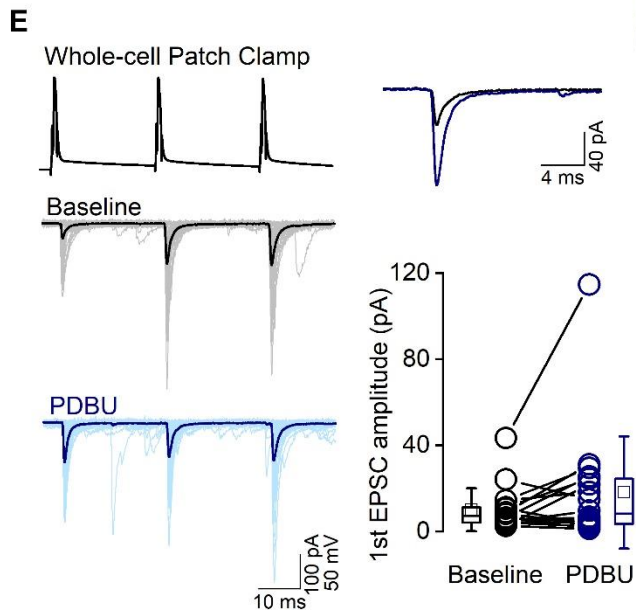 E
Whole-cell Patch Clamp
40 pA
4 ms
Baseline
PDBU
100 pA
50 mV
10 ms
1st EPSC amplitude (pA)
120
80
40
0
Baseline
PDBU